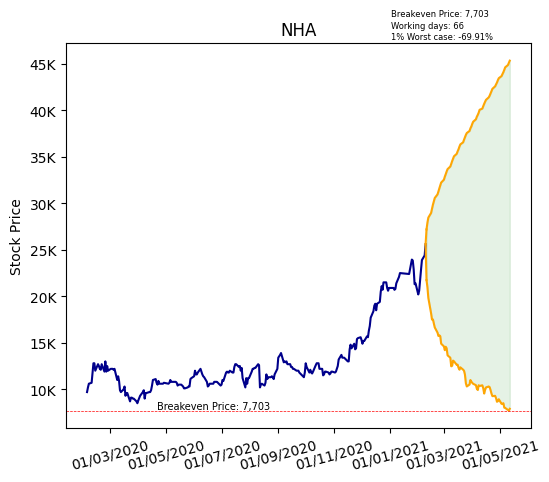 Breakeven Price: 7,703
Working days: 66
1% Worst case: -69.91%
NHA
Stock Price
45K
40K
35K
30K
25K
20K
15K
10K
Breakeven Price: 7,703
01/03/2020
01/05/2020
01/07/2020
01/09/2020
01/11/2020
01/01/2021
01/03/2021
01/05/2021